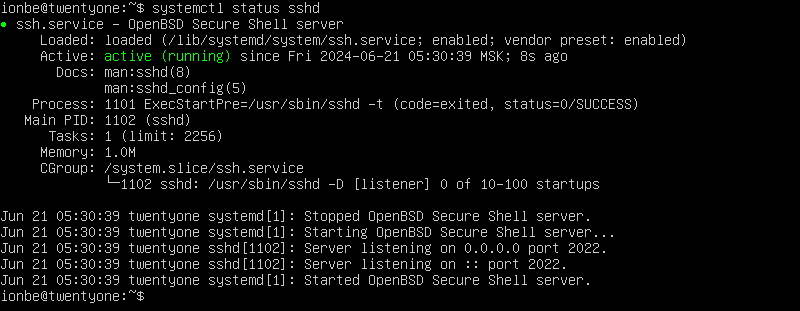 ionbe@twentyone:~$ systemctl status sshd
● ssh.service – OpenBSD Secure Shell server
Loaded: loaded (/lib/systemd/system/ssh.service; enabled; vendor preset: enabled)
Active: active (running) since Fri 2024-06-21 05:30:39 MSK; 8s ago
Docs: man:sshd(8)
man:sshd_config(5)
Process: 1101 ExecStartPre=/usr/sbin/sshd -t (code=exited, status=0/SUCCESS)
Main PID: 1102 (sshd)
Tasks: 1 (limit: 2256)
Memory: 1.0M
CGroup: /system.slice/ssh.service
└─1102 sshd: /usr/sbin/sshd -D [listener] 0 of 10-100 startups
Jun 21 05:30:39 twentyone systemd[1]: Stopped OpenBSD Secure Shell server.
Jun 21 05:30:39 twentyone systemd[1]: Starting OpenBSD Secure Shell server...
Jun 21 05:30:39 twentyone sshd[1102]: Server listening on 0.0.0.0 port 2022.
Jun 21 05:30:39 twentyone sshd[1102]: Server listening on :: port 2022.
Jun 21 05:30:39 twentyone systemd[1]: Started OpenBSD Secure Shell server.
ionbe@twentyone:~$